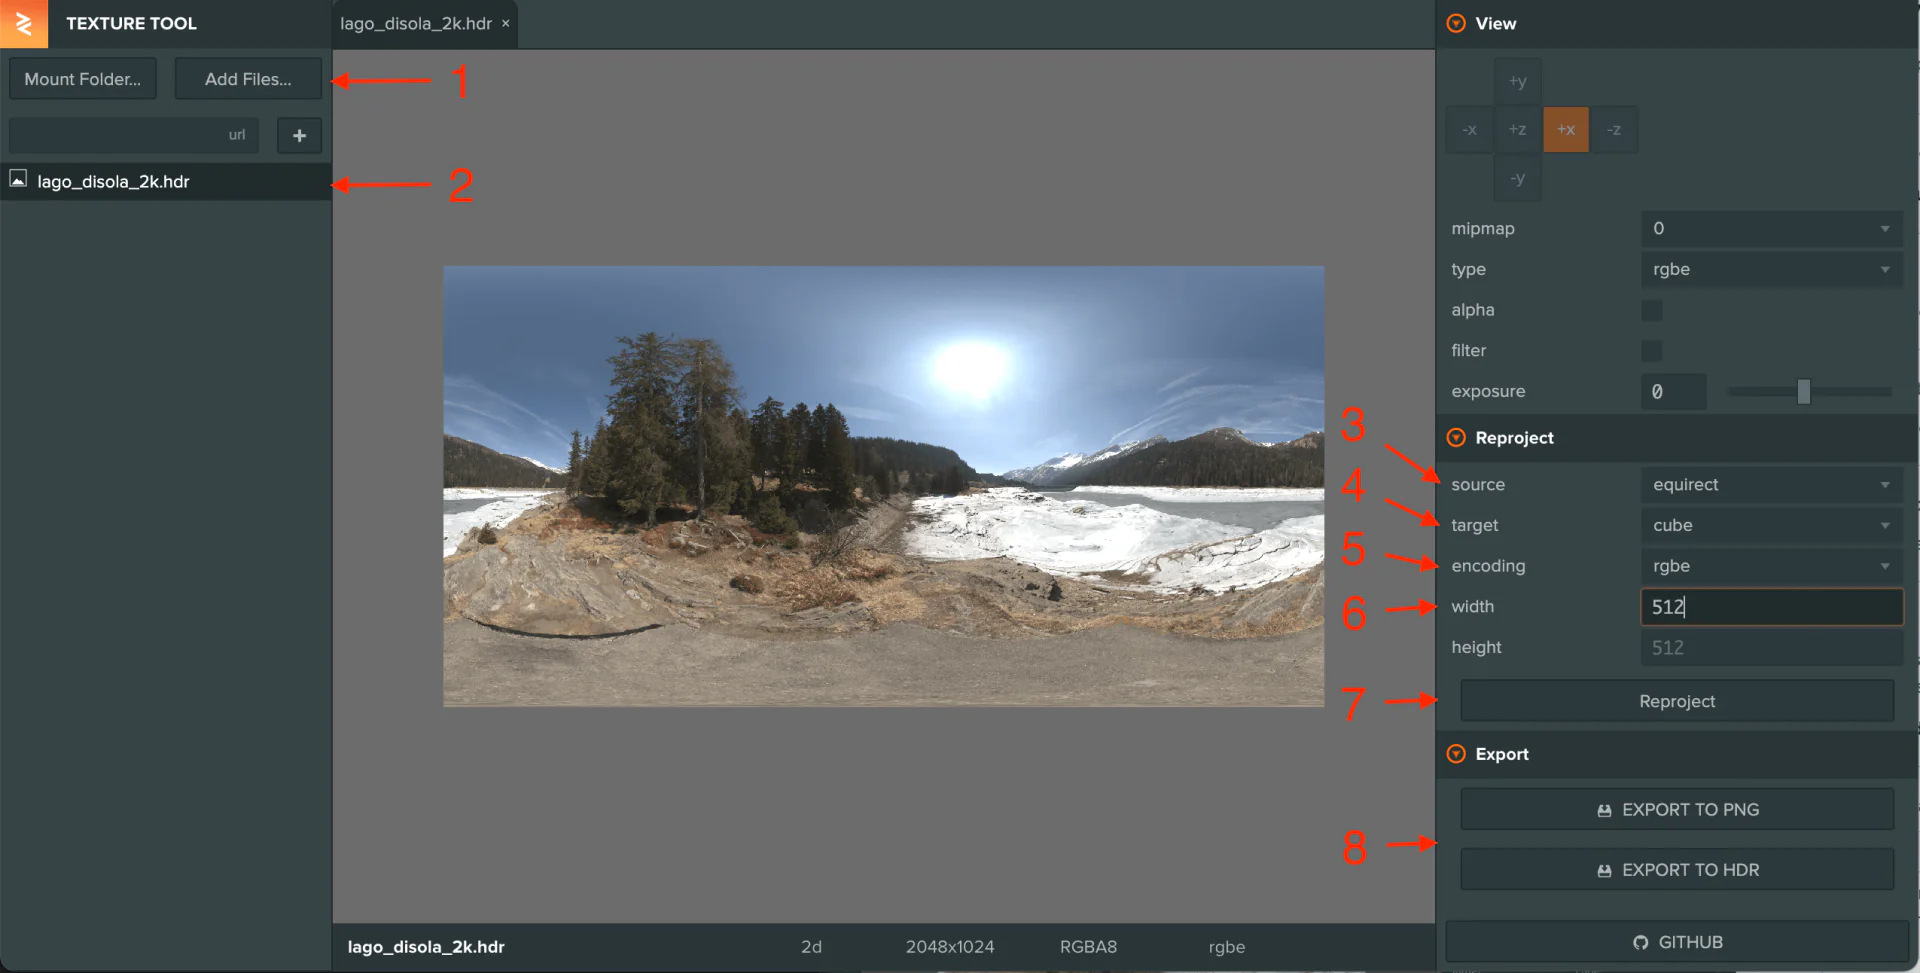 TEXTURE TOOL
lago_disola_2k.hdr ×
Mount Folder...
Add Files...
1
url
+
lago_disola_2k.hdr
2
View
+y
-x +z +x -z
-y
mipmap 0
type rgbe
alpha
filter
exposure 0
Reproject
3
source equirect
4
target cube
5
encoding rgbe
6
width 512
height 512
7
Reproject
Export
EXPORT TO PNG
8
EXPORT TO HDR
GITHUB
lago_disola_2k.hdr 2d 2048x1024 RGBA8 rgbe